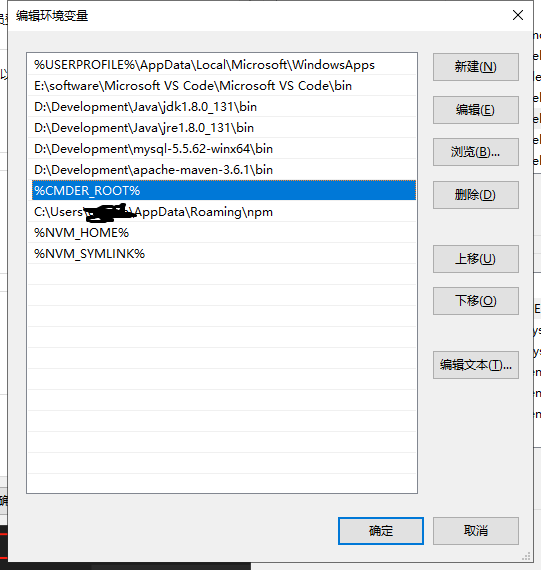 编辑环境变量
%USERPROFILE%\AppData\Local\Microsoft\WindowsApps
E:\software\Microsoft VS Code\Microsoft VS Code\bin
D:\Development\Java\jdk1.8.0_131\bin
D:\Development\Java\jre1.8.0_131\bin
D:\Development\mysql-5.5.62-winx64\bin
D:\Development\apache-maven-3.6.1\bin
%CMDER_ROOT%
C:\Users\AppData\Roaming\npm
%NVM_HOME%
%NVM_SYMLINK%
新建(N)
编辑(E)
浏览(B)...
删除(D)
上移(U)
下移(O)
编辑文本(T)...
确定
取消